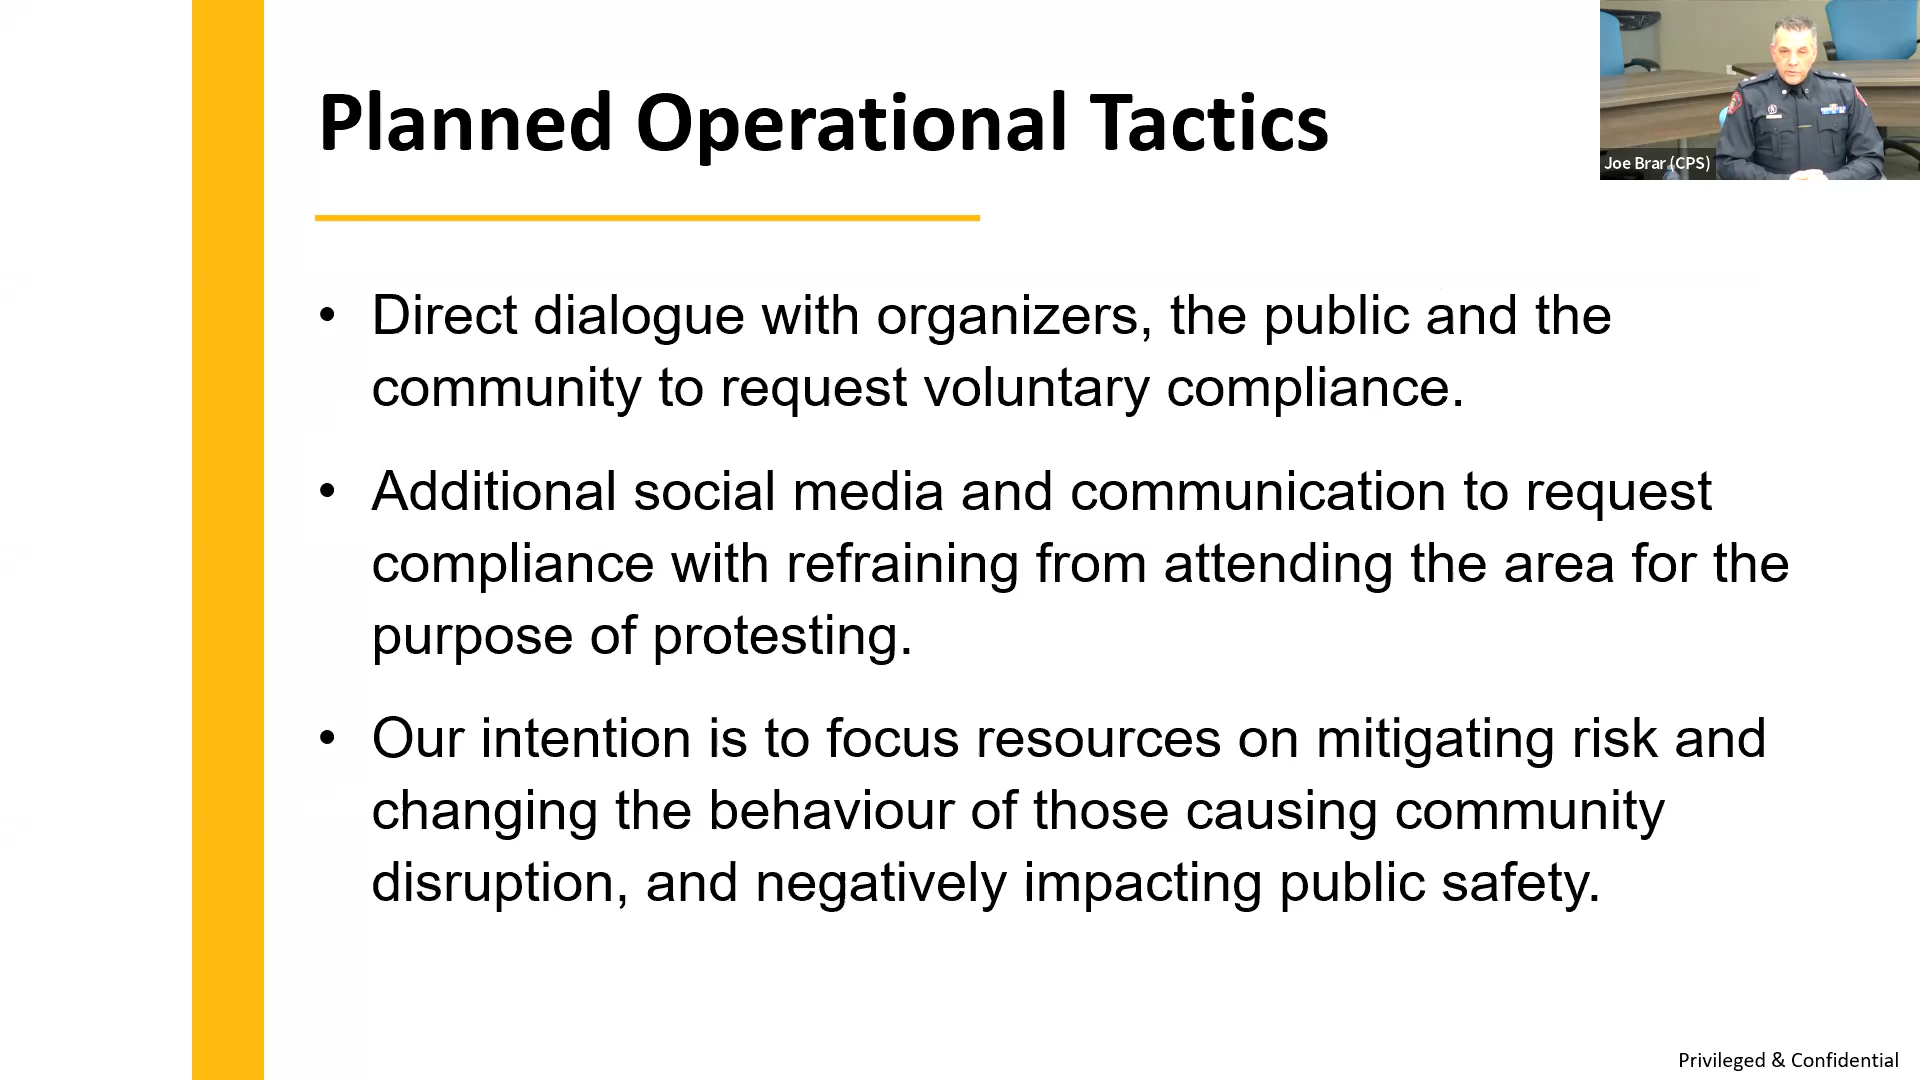 Planned Operational Tactics
Joe Brar (CPS)
• Direct dialogue with organizers, the public and the
community to request voluntary compliance.
• Additional social media and communication to request
compliance with refraining from attending the area for the
purpose of protesting.
• Our intention is to focus resources on mitigating risk and
changing the behaviour of those causing community
disruption, and negatively impacting public safety.
Privileged & Confidential